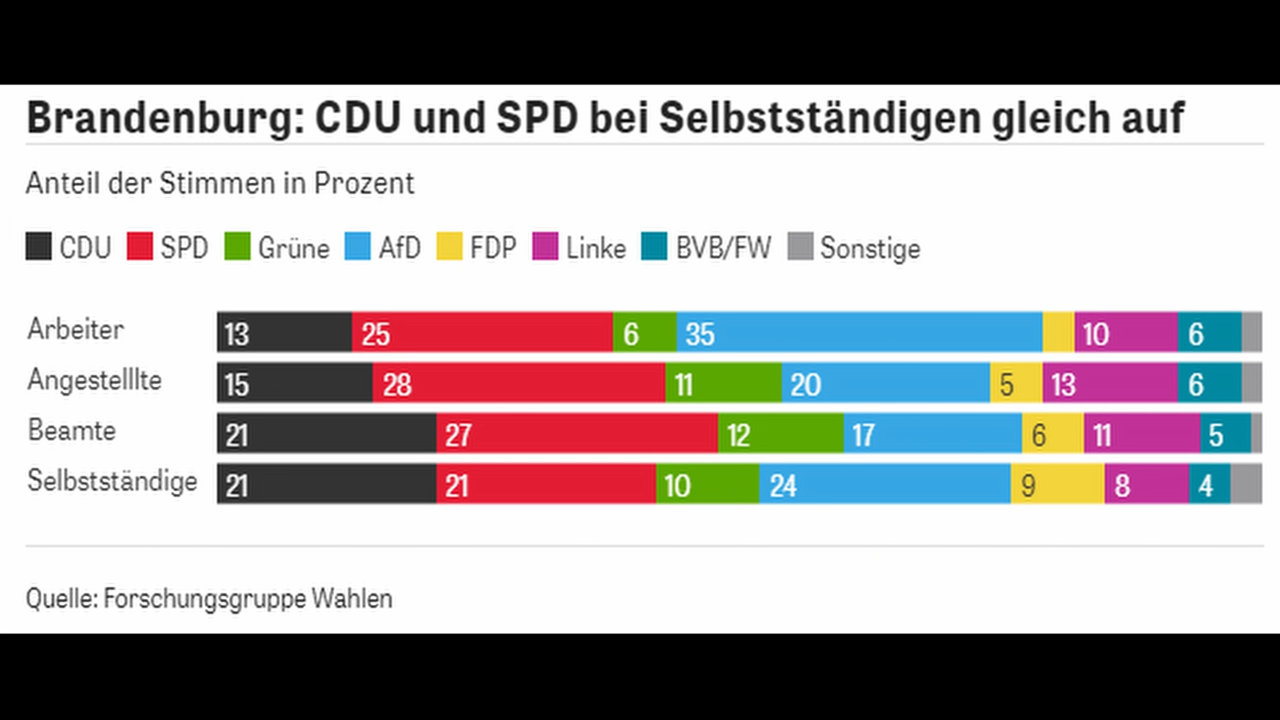 Brandenburg: CDU und SPD bei Selbstständigen gleich auf
Anteil der Stimmen in Prozent
CDU SPD Grüne AfD FDP Linke BVB/FW Sonstige
Arbeiter 13 25 6 35 10 6
Angestelllte 15 28 11 20 5 13 6
Beamte 21 27 12 17 6 11 5
Selbstständige 21 21 10 24 9 8 4
Quelle: Forschungsgruppe Wahlen